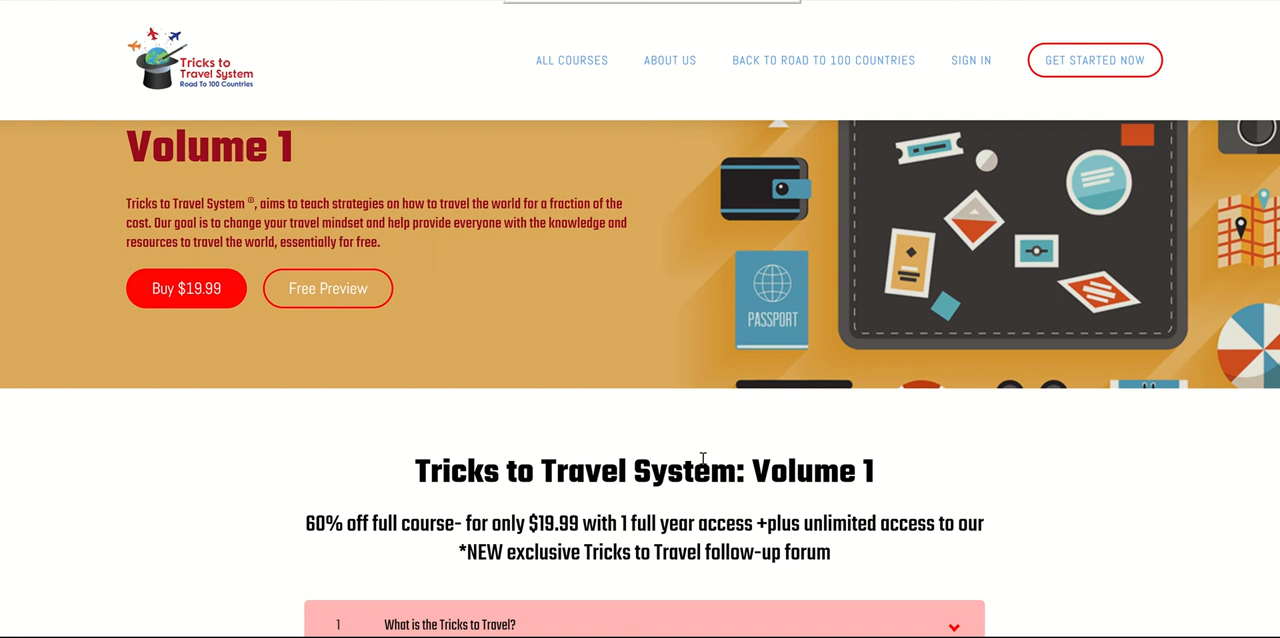 Tricks to
Travel System
Road To 100 Countries
ALL COURSES
ABOUT US
BACK TO ROAD TO 100 COUNTRIES
SIGN IN
GET STARTED NOW
Volume 1
Tricks to Travel System ®, aims to teach strategies on how to travel the world for a fraction of the
cost. Our goal is to change your travel mindset and help provide everyone with the knowledge and
resources to travel the world, essentially for free.
Buy $19.99
Free Preview
PASSPORT
Tricks to Travel System: Volume 1
60% off full course- for only $19.99 with 1 full year access +plus unlimited access to our
*NEW exclusive Tricks to Travel follow-up forum
1 What is the Tricks to Travel?